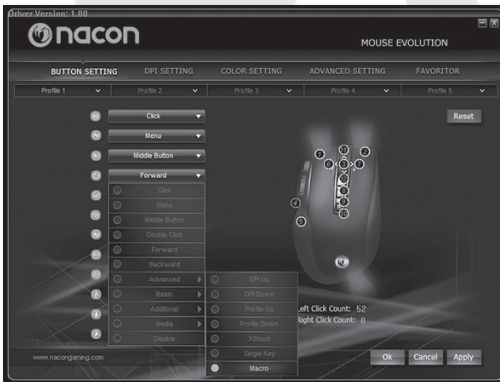 Driver Version: 1.00
nacon
MOUSE EVOLUTION
BUTTON SETTING DPI SETTING COLOR SETTING ADVANCED SETTING FAVORITOR
Profile 1 Profile 2 Profile 3 Profile 4 Profile 5
Click
Reset
Menu
Middle Button
Forward
Click
Menu
Middle Button
Double Click
Forward
Backward
Advanced
DPI Up
Basic
DPI Down
Additonal
Profile Up
Media
Profile Down
Disable
XShoot
Single Key
Macro
Left Click Count: 52
Right Click Count: 0
www.nacongaming.com
Ok Cancel Apply